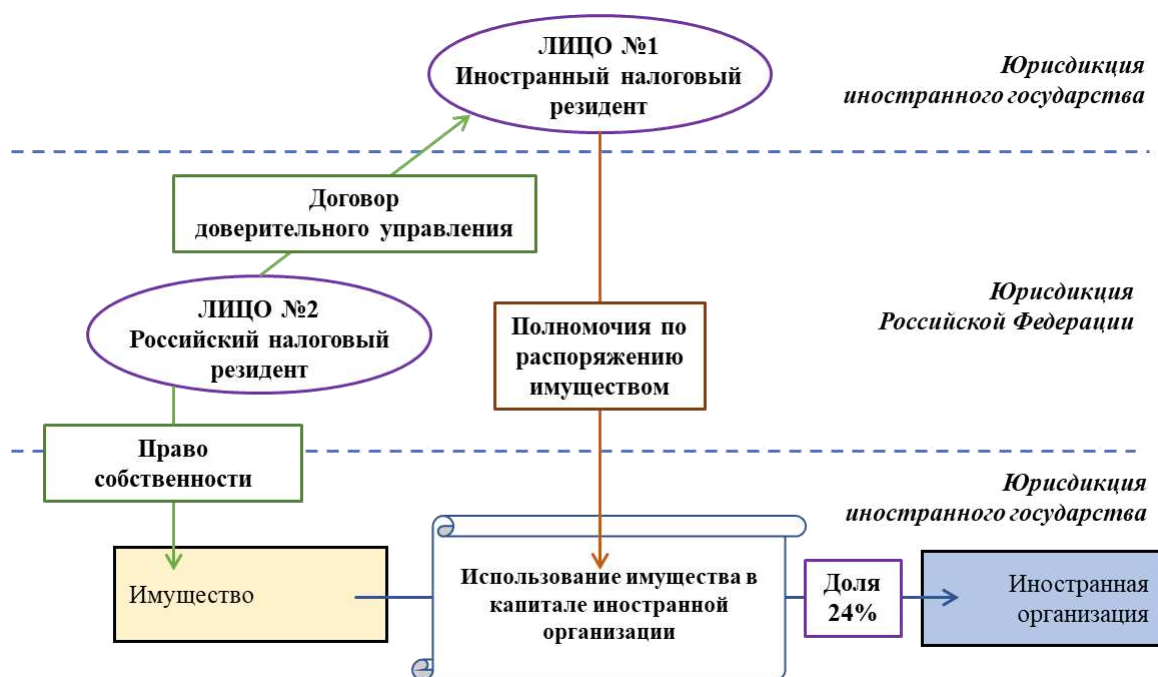 ЛИЦО №1
Иностранный налоговый
резидент
Юрисдикция
иностранного государства
Договор
доверительного управления
ЛИЦО №2
Российский налоговый
резидент
Полномочия по
распоряжению
имуществом
Юрисдикция
Российской Федерации
Право
собственности
Юрисдикция
иностранного государства
Имущество
Использование имущества в
капитале иностранной
организации
Доля
24%
Иностранная
организация